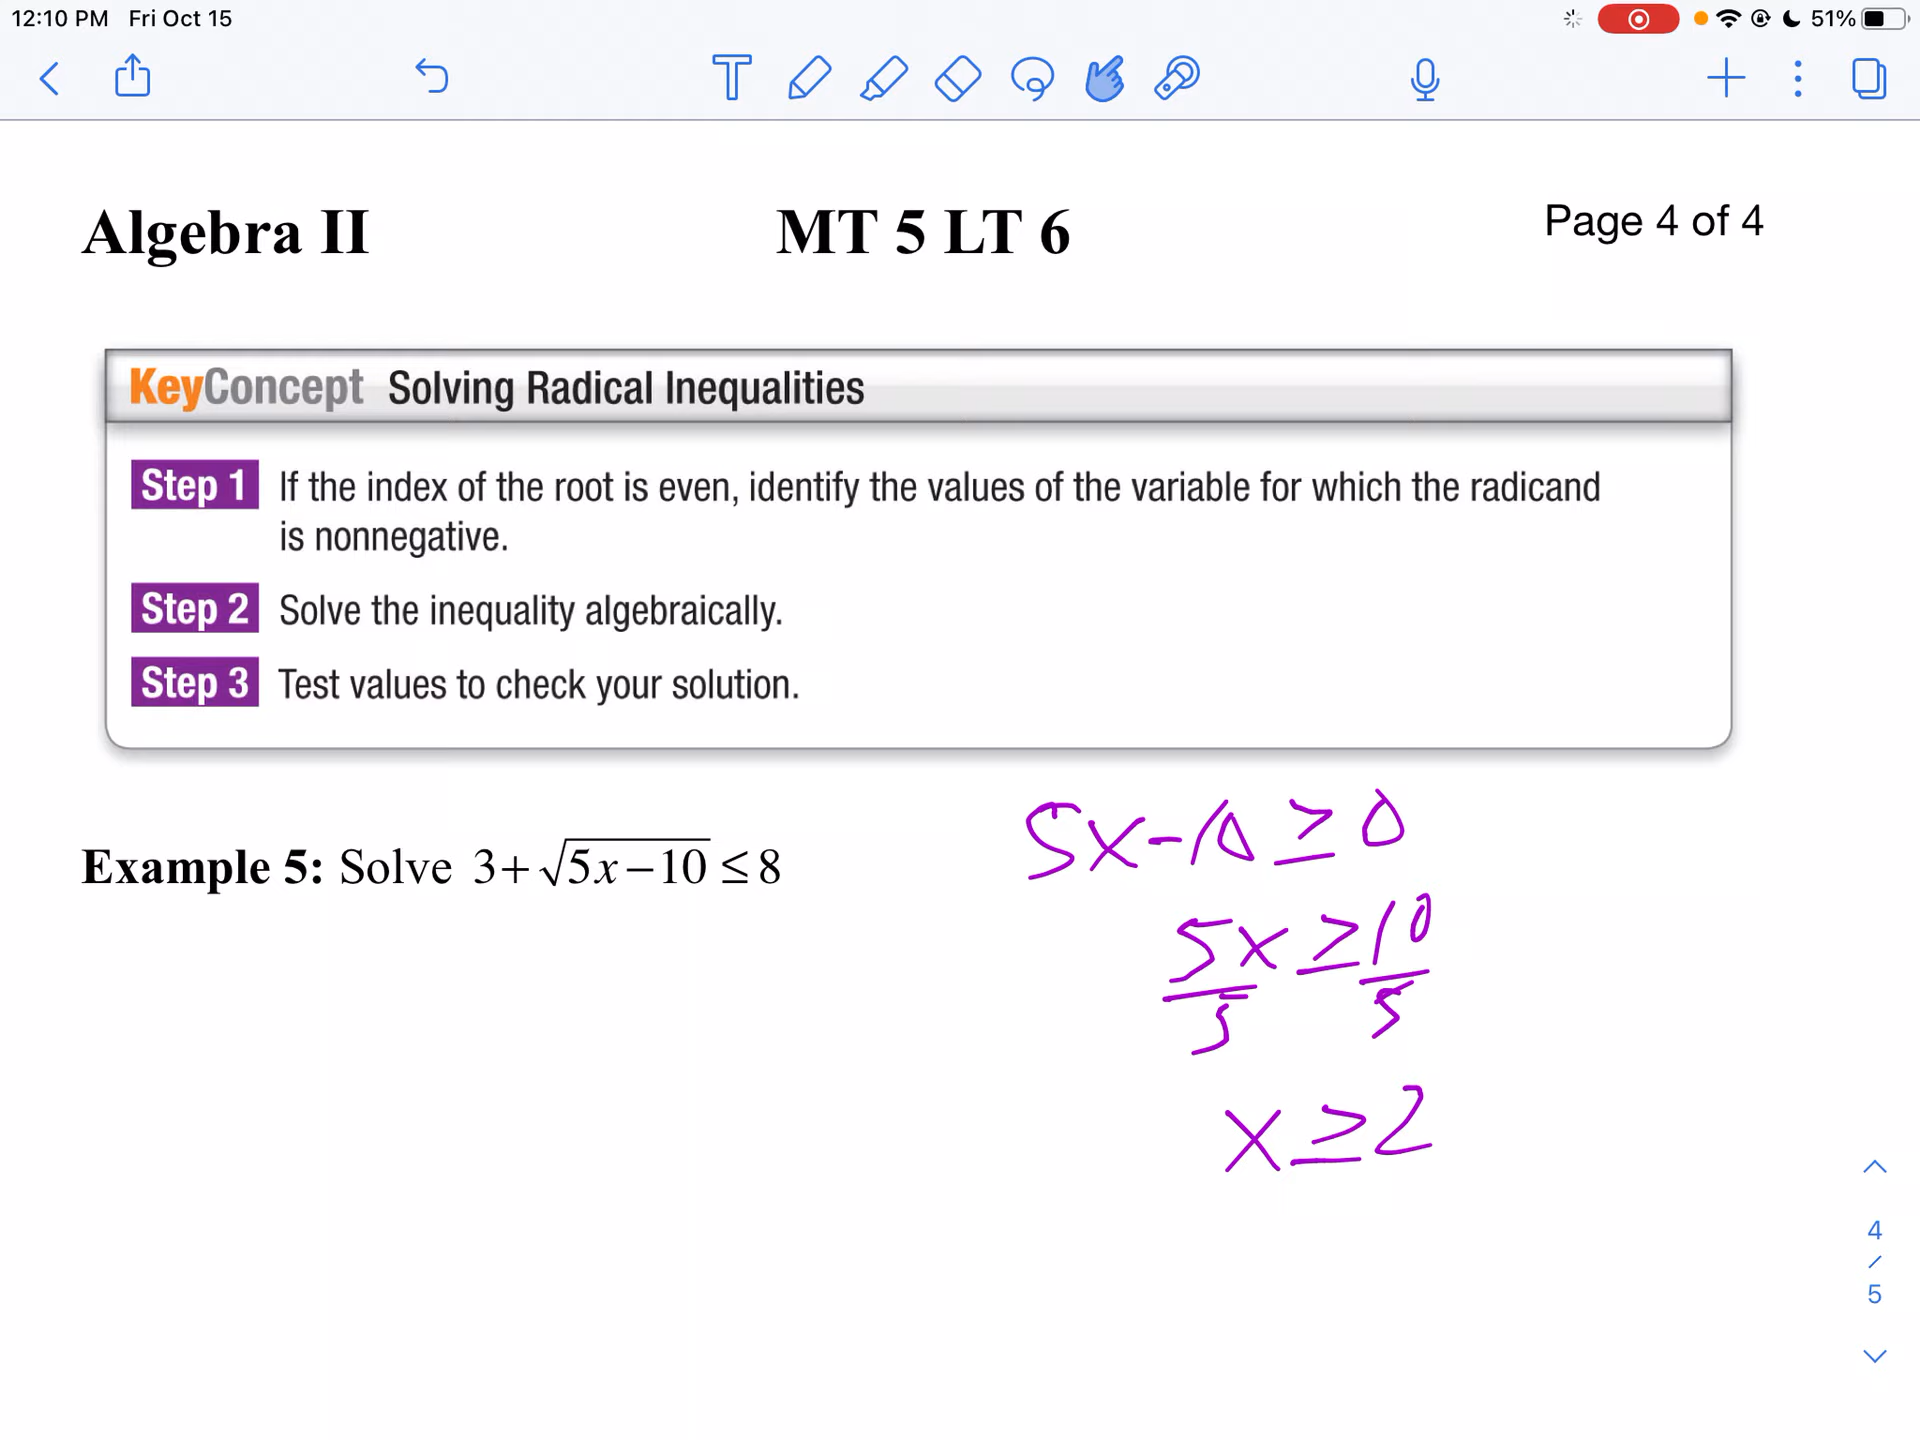 12:10 PM Fri Oct 15 51%
Algebra II MT 5 LT 6 Page 4 of 4
KeyConcept Solving Radical Inequalities
Step 1 If the index of the root is even, identify the values of the variable for which the radicand
is nonnegative.
Step 2 Solve the inequality algebraically.
Step 3 Test values to check your solution.
Example 5: Solve 3+√5x−10 ≤ 8
5x-10 ≥ 0
5x ≥ 10
5 5
x ≥ 2
4
/
5